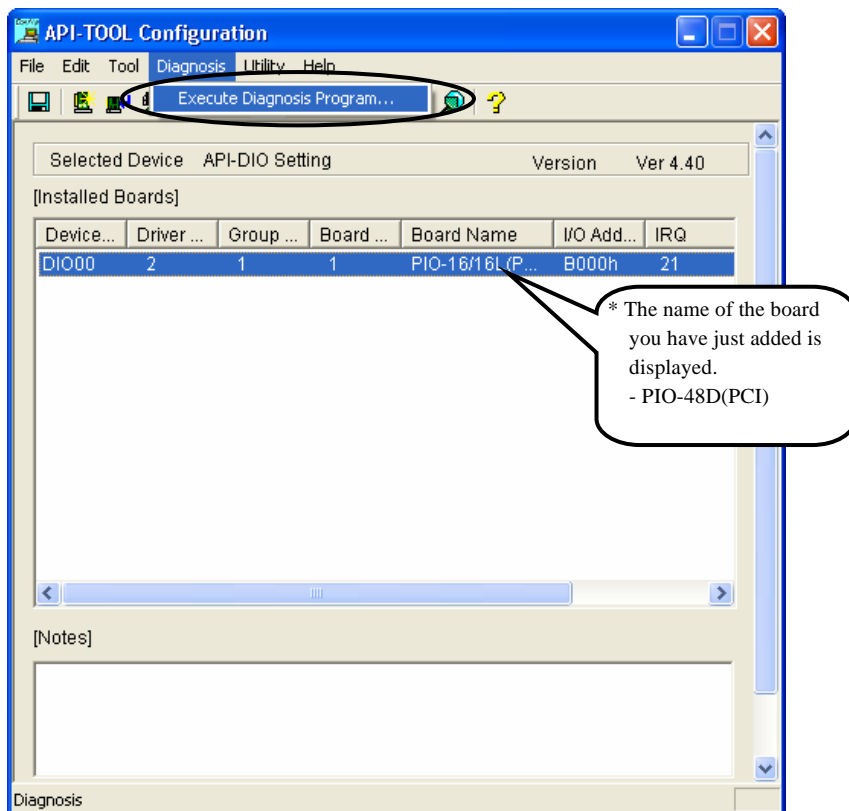 API-TOOL Configuration
File Edit Tool Diagnosis Utility Help
Execute Diagnosis Program...
Selected Device API-DIO Setting Version Ver 4.40
[Installed Boards]
Device... Driver ... Group ... Board ... Board Name I/O Add... IRQ
DIO00 2 1 1 PIO-16/16L(P... B000h 21
* The name of the board
you have just added is
displayed.
- PIO-48D(PCI)
[Notes]
Diagnosis